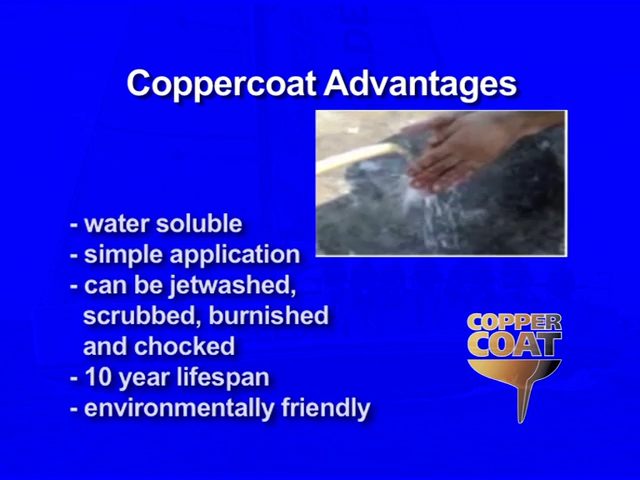 Coppercoat Advantages
- water soluble
- simple application
- can be jetwashed,
scrubbed, burnished
and chocked
- 10 year lifespan
- environmentally friendly
COPPER
COAT